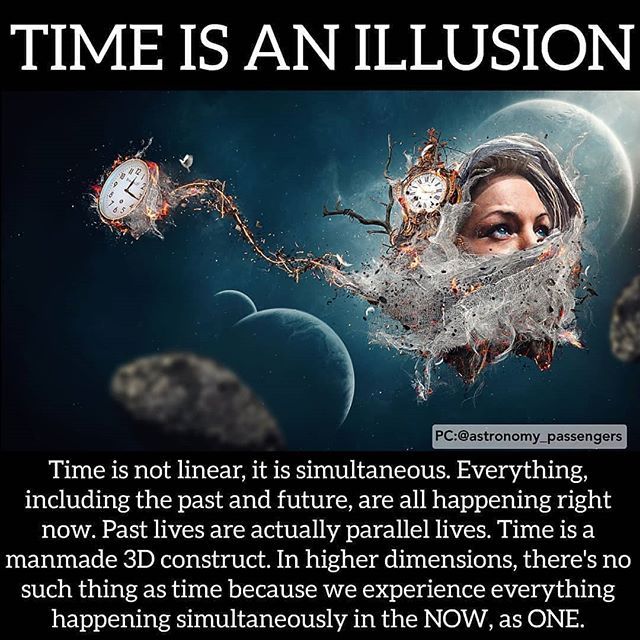 TIME IS AN ILLUSION
PC:@astronomy_passengers
Time is not linear, it is simultaneous. Everything,
including the past and future, are all happening right
now. Past lives are actually parallel lives. Time is a
manmade 3D construct. In higher dimensions, there's no
such thing as time because we experience everything
happening simultaneously in the NOW, as ONE.